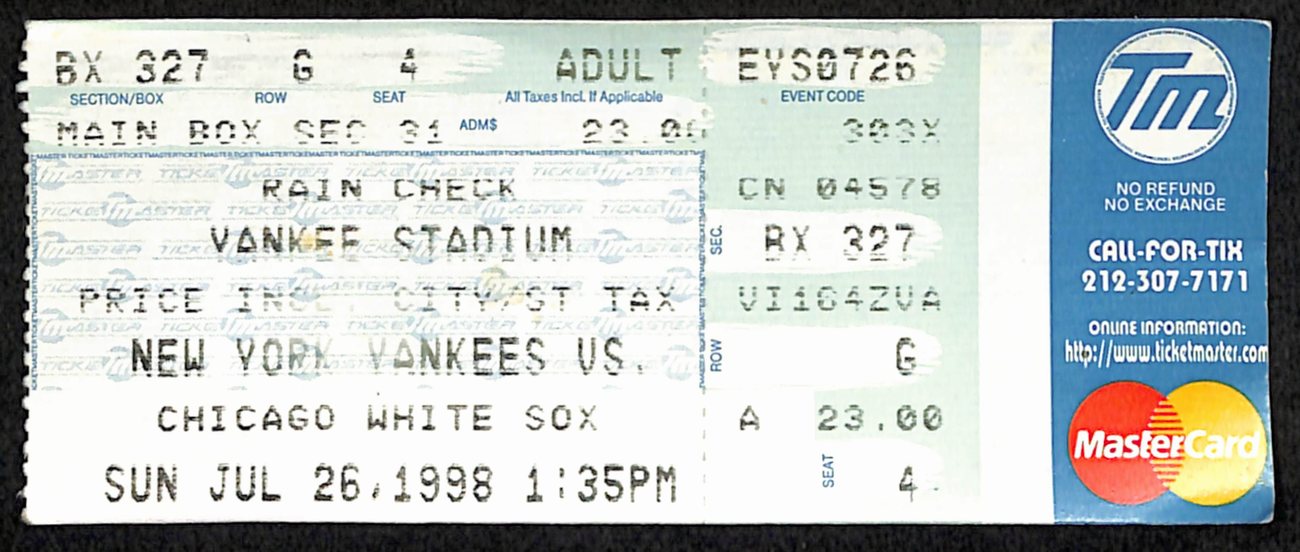 BX 327 G 4 ADULT EYS0726
SECTION/BOX ROW SEAT All Taxes Incl. If Applicable EVENT CODE
MAIN BOX SEC 31 ADM$ 23.00 303X
RAIN CHECK CN 04578
YANKEE STADIUM SEC. BX 327
PRICE INCL. CITY/ST TAX VI164ZVA
NEW YORK YANKEES VS. ROW G
CHICAGO WHITE SOX A 23.00
SUN JUL 26,1998 1:35PM SEAT 4
TM
NO REFUND
NO EXCHANGE
CALL-FOR-TIX
212-307-7171
ONLINE INFORMATION:
http://www.ticketmaster.com
MasterCard